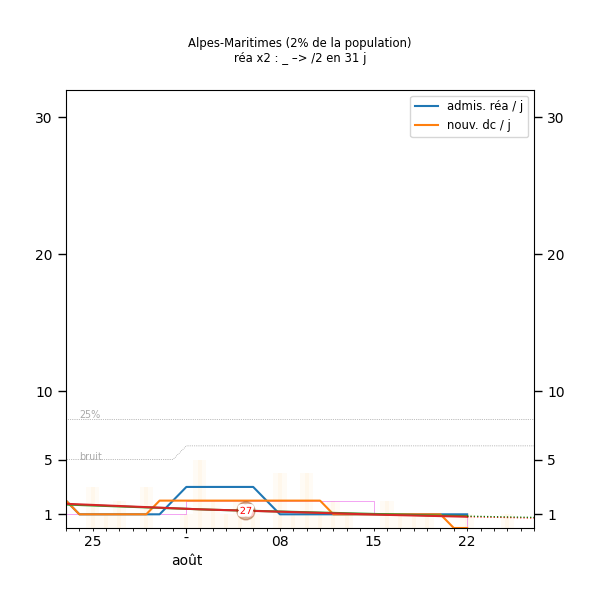 Alpes-Maritimes (2% de la population)
réa x2 : _ –> /2 en 31 j
admis. réa / j
nouv. dc / j
30 30
20 20
10 10
25%
5 5
bruit
27
1 1
25 - 08 15 22
août